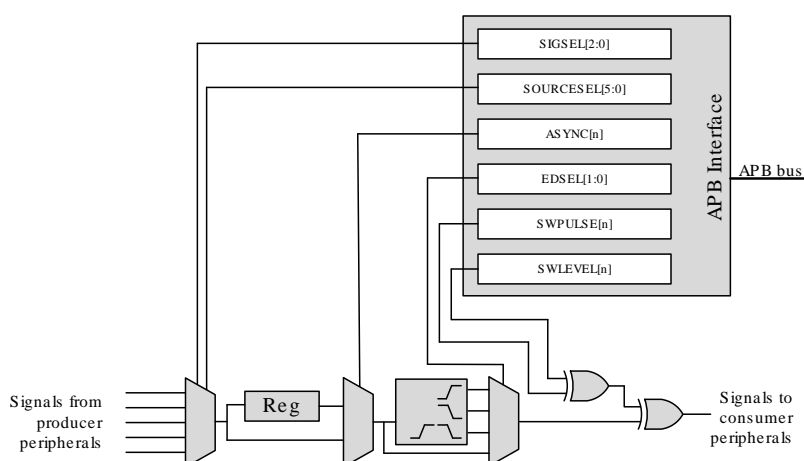 SIGSEL[2:0]
SOURCESEL[5:0]
ASYNC[n]
EDSEL[1:0]
SWPULSE[n]
SWLEVEL[n]
APB Interface
APB bus
Signals from
producer
peripherals
Reg
Signals to
consumer
peripherals